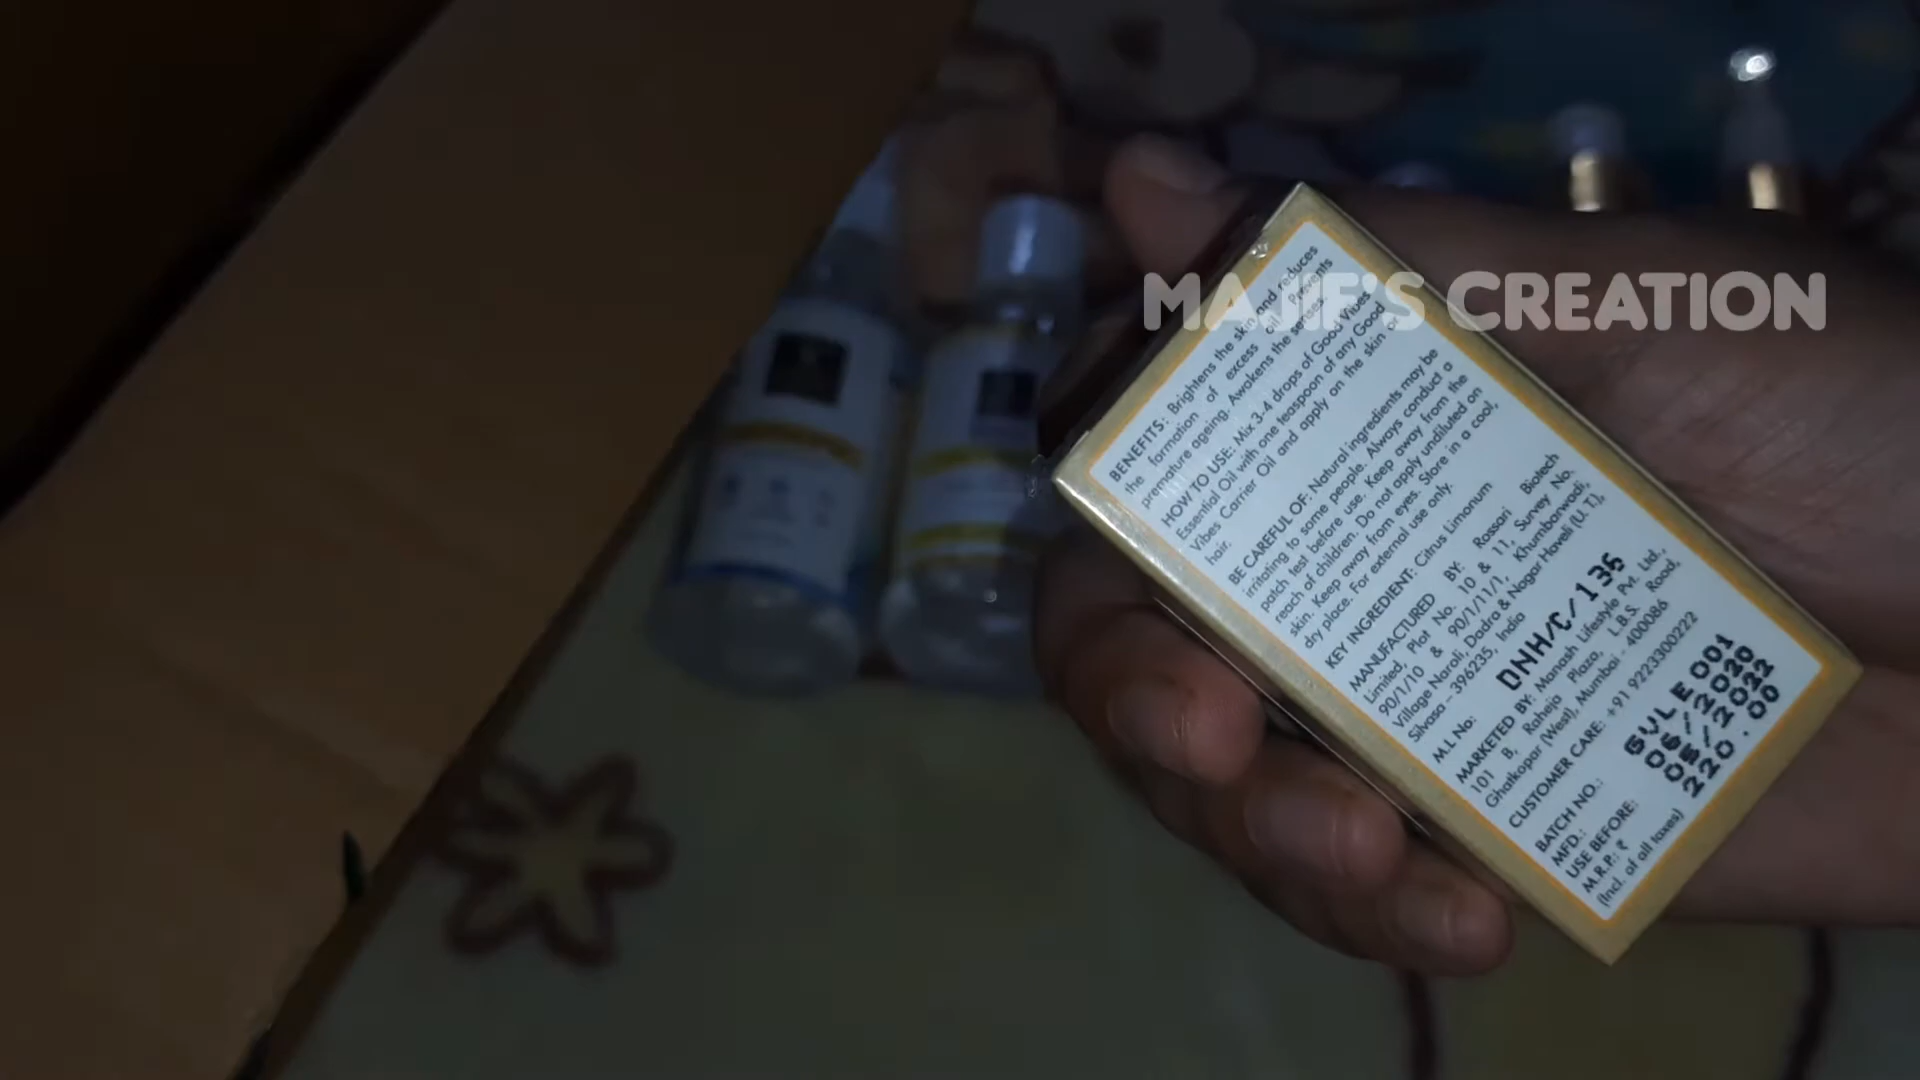 MAJIF'S CREATION
BENEFITS: Brightens the skin and reduces
the formation of excess oil. Prevents
premature ageing. Awakens the senses.
HOW TO USE: Mix 3-4 drops of Good Vibes
Essential Oil with one teaspoon of any Good
Vibes Carrier Oil and apply on the skin or
hair.
BE CAREFUL OF: Natural ingredients may be
irritating to some people. Always conduct a
patch test before use. Keep away from the
reach of children. Do not apply undiluted on
skin. Keep away from eyes. Store in a cool,
dry place. For external use only.
KEY INGREDIENT: Citrus Limonum
MANUFACTURED BY: Rossari Biotech
Limited, Plot No. 10 & 11, Survey No.
90/1/10 & 90/1/11/1, Khumbarwadi,
Village Naroli, Dadra & Nagar Haveli (U. T.),
Silvasa - 396235, India
M.L No: DNH/C/136
MARKETED BY: Manash Lifestyle Pvt. Ltd.,
101 B, Raheja Plaza, L.B.S. Road,
Ghatkopar (West), Mumbai - 400086
CUSTOMER CARE: +91 9223300222
BATCH NO.: GVLE001
MFD.: 06/2020
USE BEFORE: 05/2022
M.R.P.: ₹ 220.00
(Incl. of all taxes)